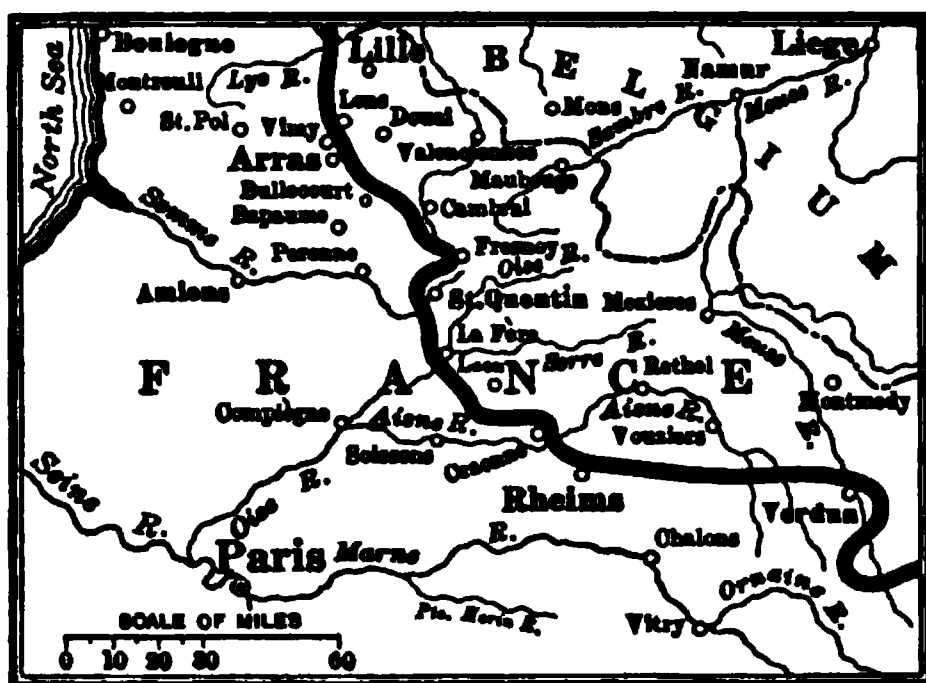 Boulogne
Lille
B E L G I U M
Liege
Montreuil
Lys R.
Namur
North Sea
Lens
Mons
Sambre R.
Meuse R.
St. Pol
Vimy
Douai
Arras
Valenciennes
Maubeuge
Bullecourt
Cambrai
Bapaume
Somme R.
Peronne
Fresnoy
Oise R.
Amiens
St. Quentin
Mezieres
Meuse R.
La Fère
F R A N C E
Laon
Serre R.
Rethel
Montmedy
Compiègne
Aisne R.
Aisne R.
Vouziers
Soissons
Craonne
Seine R.
Oise R.
Rheims
Verdun
Paris
Marne R.
Chalons
Ornain R.
Pte. Morin R.
Vitry
SCALE OF MILES
0 10 20 30 60